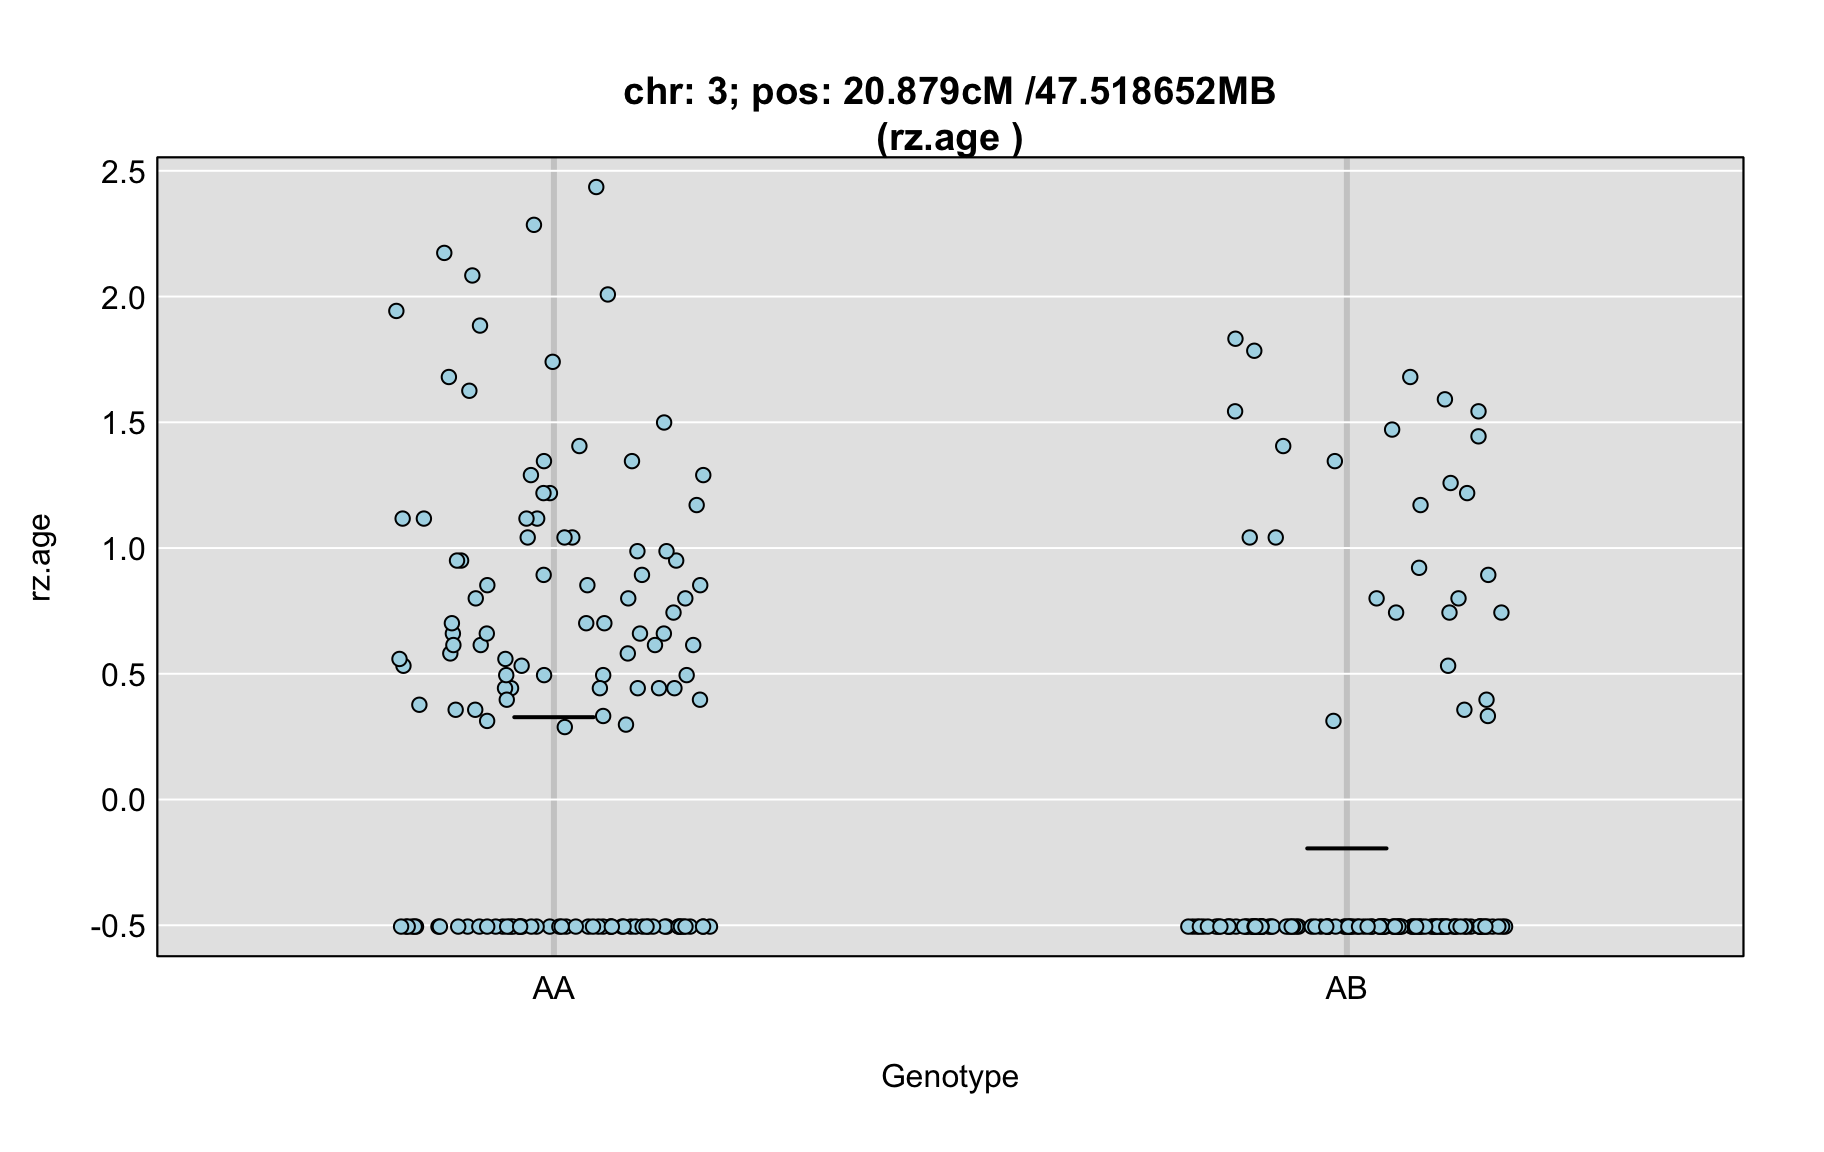 chr: 3; pos: 20.879cM /47.518652MB
(rz.age )
2.5
2.0
1.5
1.0
0.5
0.0
-0.5
rz.age
AA
AB
Genotype